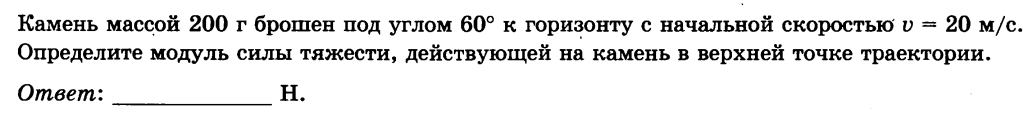 Камень массой 200 г брошен под углом 60° к горизонту с начальной скоростью v = 20 м/с.
Определите модуль силы тяжести, действующей на камень в верхней точке траектории.
Ответ: ______________ Н.